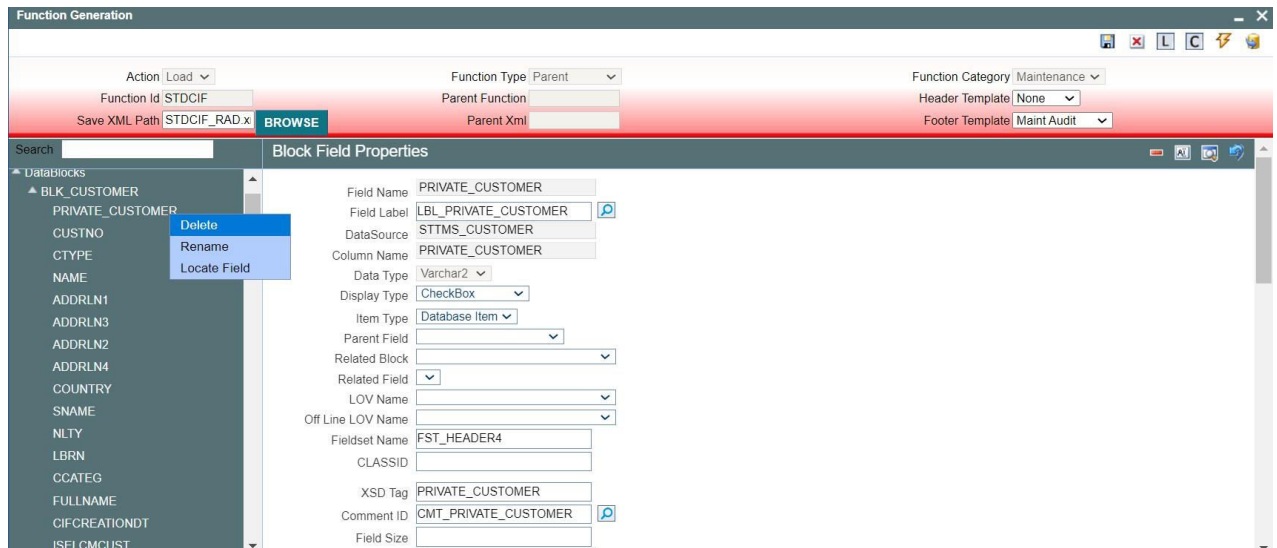 Function Generation
L C
Action Load Function Type Parent Function Category Maintenance
Function Id STDCIF Parent Function Header Template None
Save XML Path STDCIF_RAD.x BROWSE Parent Xml Footer Template Maint Audit
Search Block Field Properties
DataBlocks
BLK_CUSTOMER
PRIVATE_CUSTOMER
CUSTNO
CTYPE
NAME
ADDRLN1
ADDRLN3
ADDRLN2
ADDRLN4
COUNTRY
SNAME
NLTY
LBRN
CCATEG
FULLNAME
CIFCREATIONDT
ISELCMCUST
Delete
Rename
Locate Field
Field Name PRIVATE_CUSTOMER
Field Label LBL_PRIVATE_CUSTOMER
DataSource STTMS_CUSTOMER
Column Name PRIVATE_CUSTOMER
Data Type Varchar2
Display Type CheckBox
Item Type Database Item
Parent Field
Related Block
Related Field
LOV Name
Off Line LOV Name
Fieldset Name FST_HEADER4
CLASSID
XSD Tag PRIVATE_CUSTOMER
Comment ID CMT_PRIVATE_CUSTOMER
Field Size